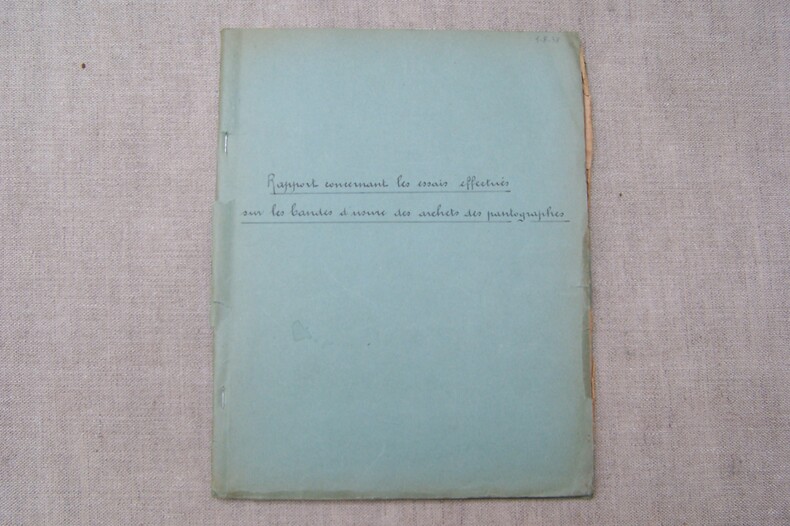 Rapport concernant les essais effectués
sur les bandes d'usure des archets des pantographes